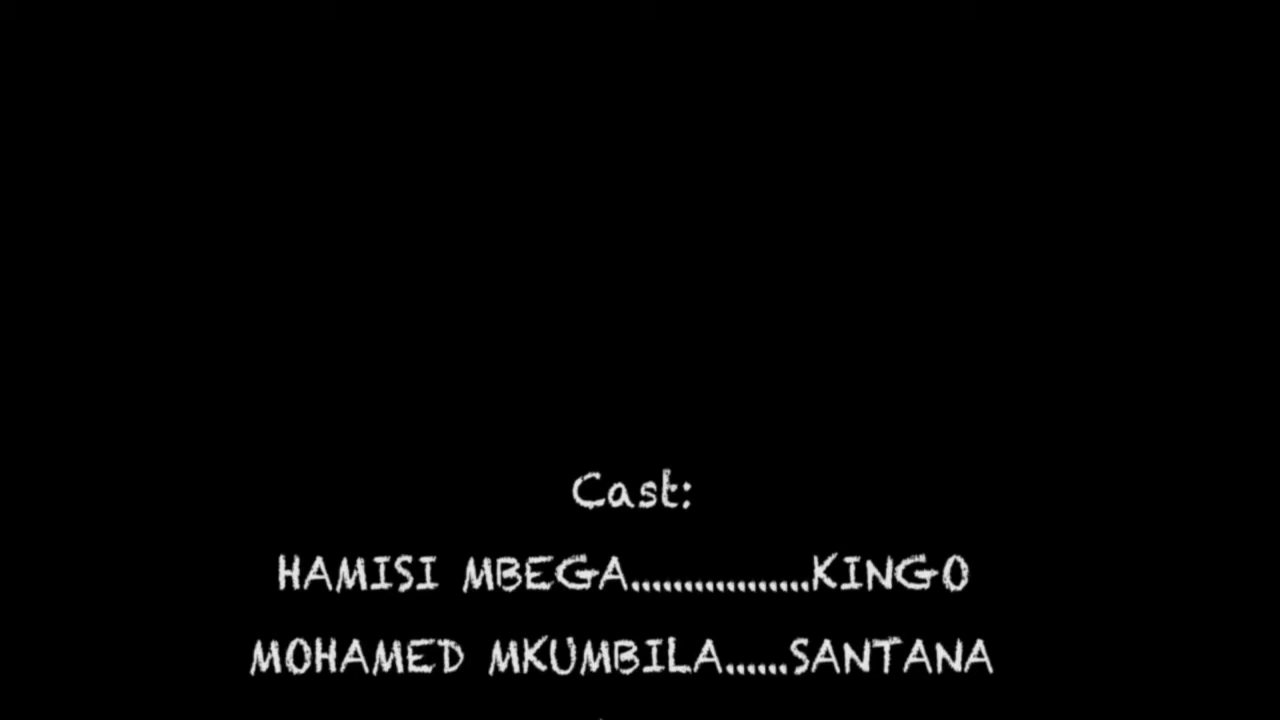 Cast:
HAMISI MBEGA.................KINGO
MOHAMED MKUMBILA......SANTANA